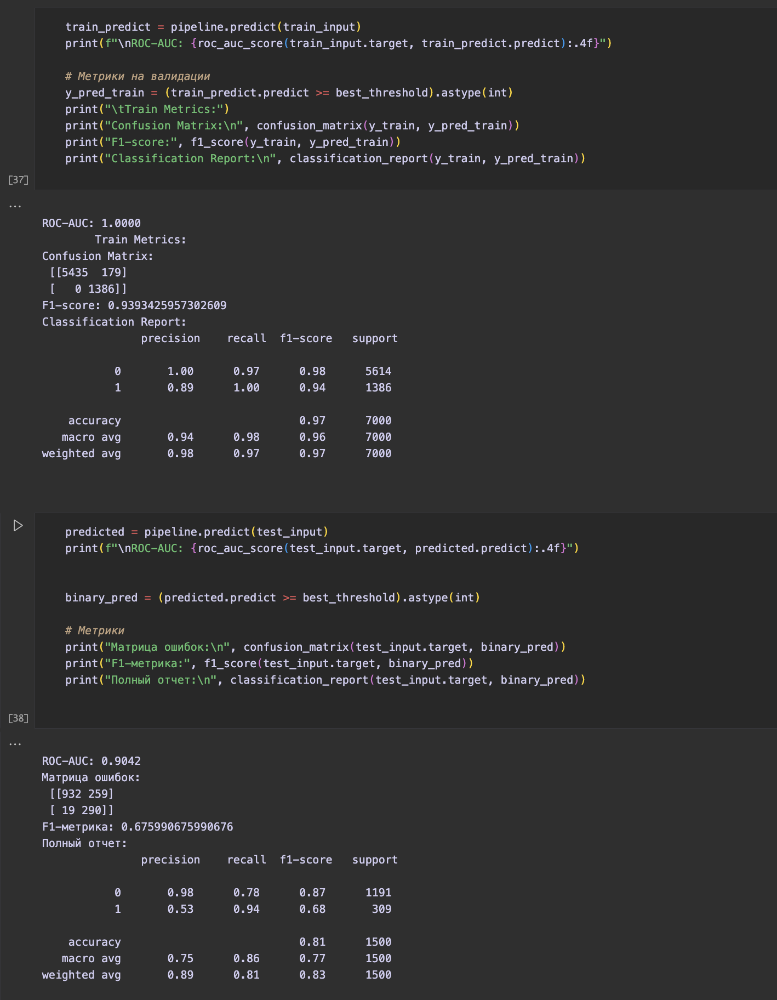 train_predict = pipeline.predict(train_input)
print(f"\nROC-AUC: {roc_auc_score(train_input.target, train_predict.predict):.4f}")
# Метрики на валидации
y_pred_train = (train_predict.predict >= best_threshold).astype(int)
print("\tTrain Metrics:")
print("Confusion Matrix:\n", confusion_matrix(y_train, y_pred_train))
print("F1-score:", f1_score(y_train, y_pred_train))
print("Classification Report:\n", classification_report(y_train, y_pred_train))
[37]
...
ROC-AUC: 1.0000
Train Metrics:
Confusion Matrix:
[[5435  179]
[   0 1386]]
F1-score: 0.9393425957302609
Classification Report:
precision    recall  f1-score   support
0       1.00      0.97      0.98      5614
1       0.89      1.00      0.94      1386
accuracy                           0.97      7000
macro avg       0.94      0.98      0.96      7000
weighted avg       0.98      0.97      0.97      7000
predicted = pipeline.predict(test_input)
print(f"\nROC-AUC: {roc_auc_score(test_input.target, predicted.predict):.4f}")
binary_pred = (predicted.predict >= best_threshold).astype(int)
# Метрики
print("Матрица ошибок:\n", confusion_matrix(test_input.target, binary_pred))
print("F1-метрика:", f1_score(test_input.target, binary_pred))
print("Полный отчет:\n", classification_report(test_input.target, binary_pred))
[38]
...
ROC-AUC: 0.9042
Матрица ошибок:
[[932 259]
[ 19 290]]
F1-метрика: 0.675990675990676
Полный отчет:
precision    recall  f1-score   support
0       0.98      0.78      0.87      1191
1       0.53      0.94      0.68       309
accuracy                           0.81      1500
macro avg       0.75      0.86      0.77      1500
weighted avg       0.89      0.81      0.83      1500